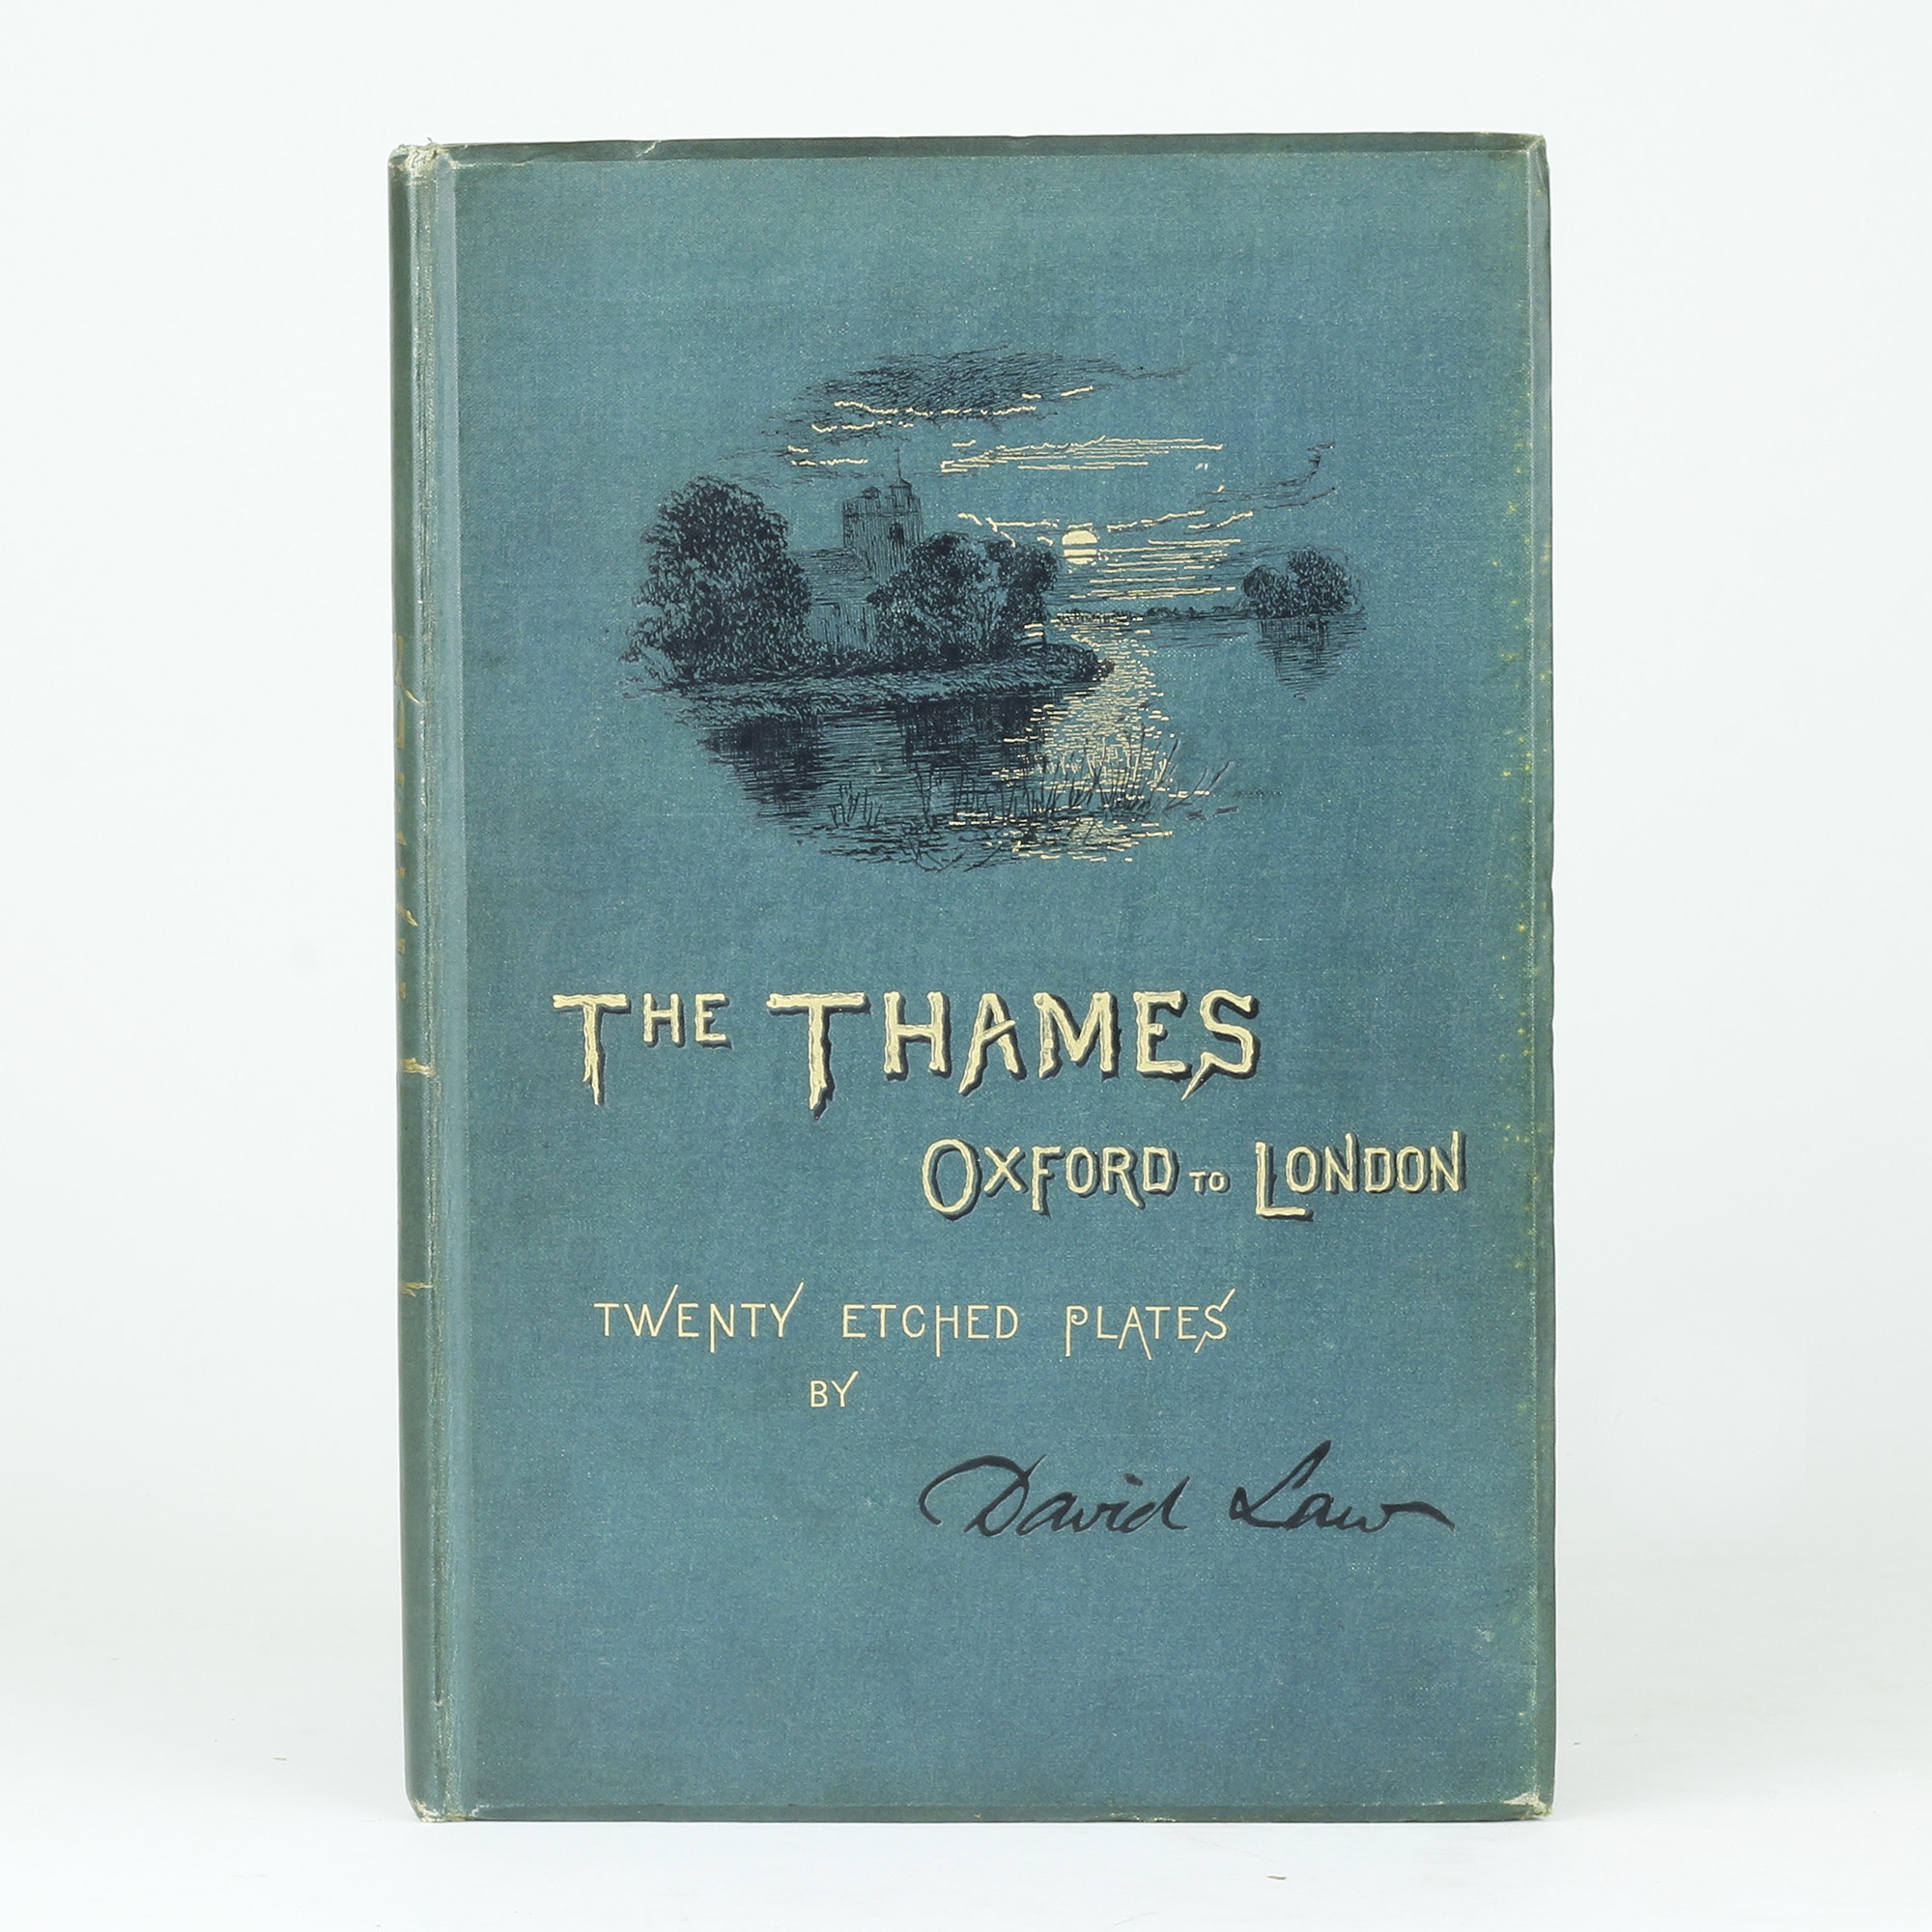 THE THAMES
OXFORD TO LONDON
TWENTY ETCHED PLATES
BY
David Law